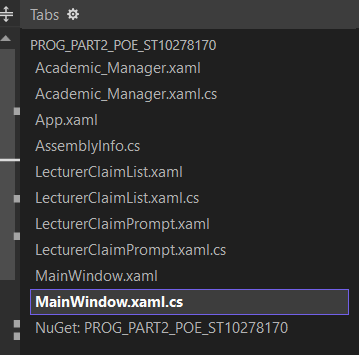 Tabs
PROG_PART2_POE_ST10278170
Academic_Manager.xaml
Academic_Manager.xaml.cs
App.xaml
AssemblyInfo.cs
LecturerClaimList.xaml
LecturerClaimList.xaml.cs
LecturerClaimPrompt.xaml
LecturerClaimPrompt.xaml.cs
MainWindow.xaml
MainWindow.xaml.cs
NuGet: PROG_PART2_POE_ST10278170